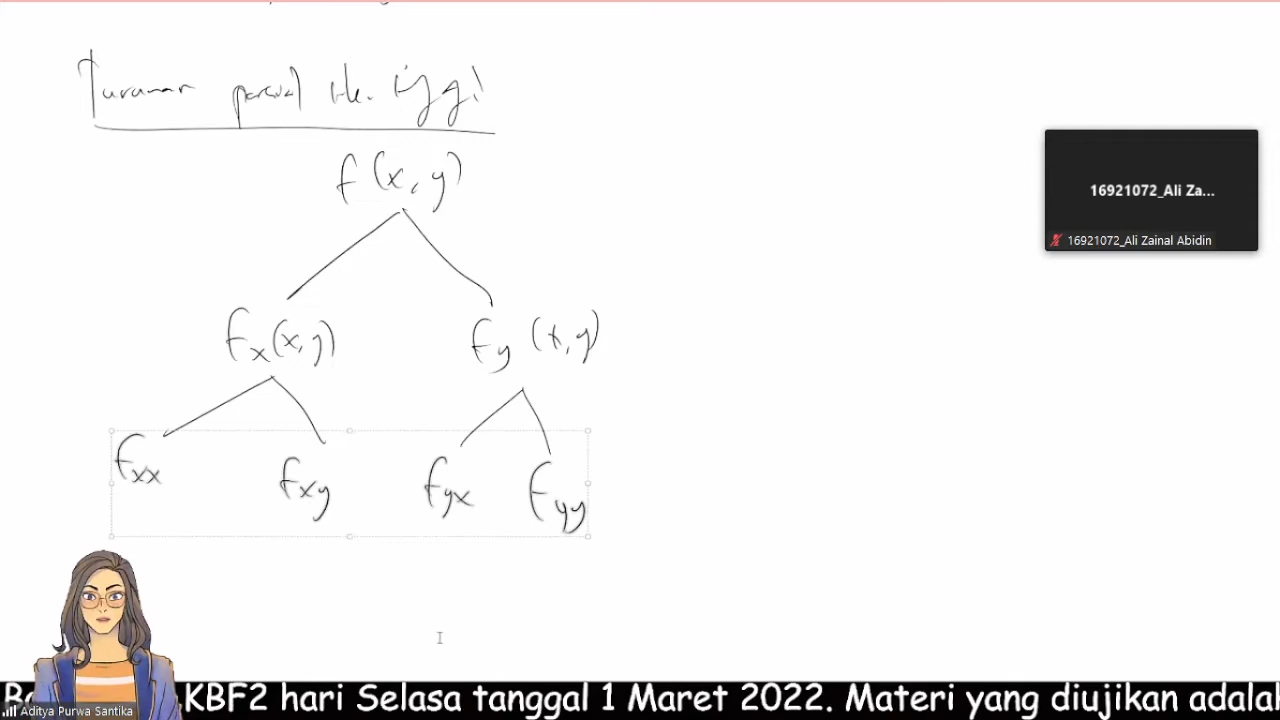 Turunan parsial tk. tinggi
f(x,y)
fx(x,y) fy(x,y)
fxx fxy fyx fyy
16921072_Ali Za...
16921072_Ali Zainal Abidin
KBF2 hari Selasa tanggal 1 Maret 2022. Materi yang diujikan adalal
Aditya Purwa Santika